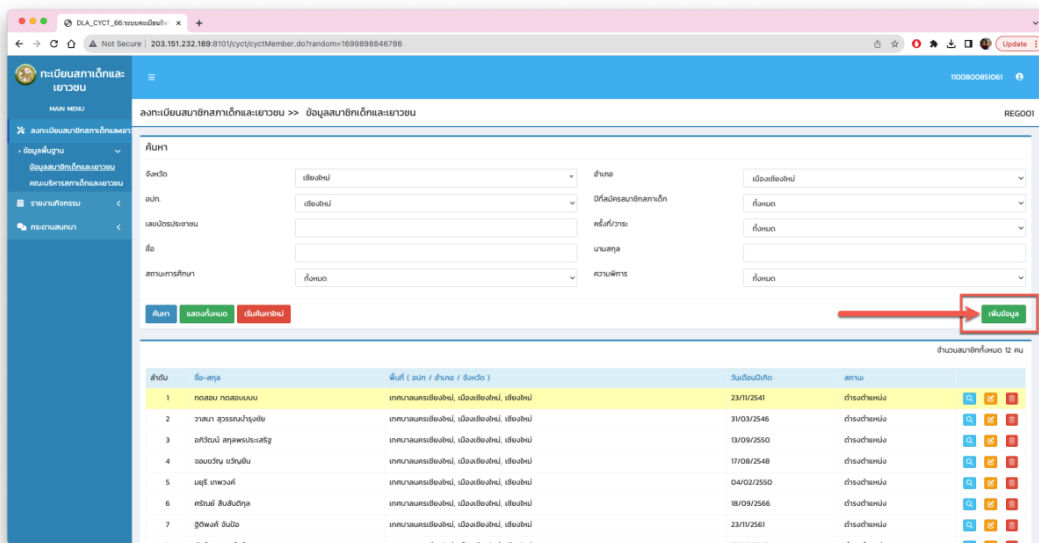 DLA_CYCT_66:ระบบทะเบียนสื
Not Secure | 203.151.232.189:8101/cyct/cyctMember.do?random=1699898846786
Update
ทะเบียนสภาเด็กและ
เยาวชน
1100800851061
MAIN MENU
ลงทะเบียนสมาชิกสภาเด็กและเยาวชน >> ข้อมูลสมาชิกเด็กและเยาวชน
REG001
ลงทะเบียนสมาชิกสภาเด็กและเยาว
ข้อมูลพื้นฐาน
ข้อมูลสมาชิกเด็กและเยาวชน
คณะบริหารสภาเด็กและเยาวชน
รายงานกิจกรรม
กระดานสนทนา
ค้นหา
จังหวัด เชียงใหม่ อำเภอ เมืองเชียงใหม่
อปท. เชียงใหม่ ปีที่สมัครสมาชิกสภาเด็ก ทั้งหมด
เลขบัตรประชาชน ครั้งที่/วาระ ทั้งหมด
ชื่อ นามสกุล
สถานะการศึกษา ทั้งหมด ความพิการ ทั้งหมด
ค้นหา แสดงทั้งหมด เริ่มค้นหาใหม่ เพิ่มข้อมูล
จำนวนสมาชิกทั้งหมด 12 คน
ลำดับ ชื่อ-สกุล พื้นที่ ( อปท / อำเภอ / จังหวัด ) วันเดือนปีเกิด สถานะ
1 ทดสอบ ทดสอบบบบ เทศบาลนครเชียงใหม่, เมืองเชียงใหม่, เชียงใหม่ 23/11/2541 ดำรงตำแหน่ง
2 วาสนา สุวรรณบำรุงชัย เทศบาลนครเชียงใหม่, เมืองเชียงใหม่, เชียงใหม่ 31/03/2546 ดำรงตำแหน่ง
3 อภิวัฒน์ สกุลพรประเสริฐ เทศบาลนครเชียงใหม่, เมืองเชียงใหม่, เชียงใหม่ 13/09/2550 ดำรงตำแหน่ง
4 จอมขวัญ ขวัญยืน เทศบาลนครเชียงใหม่, เมืองเชียงใหม่, เชียงใหม่ 17/08/2548 ดำรงตำแหน่ง
5 มยุรี เทพวงค์ เทศบาลนครเชียงใหม่, เมืองเชียงใหม่, เชียงใหม่ 04/02/2550 ดำรงตำแหน่ง
6 ศรัณย์ สืบสันติกุล เทศบาลนครเชียงใหม่, เมืองเชียงใหม่, เชียงใหม่ 18/09/2566 ดำรงตำแหน่ง
7 ฐิติพงศ์ จันป้อ เทศบาลนครเชียงใหม่, เมืองเชียงใหม่, เชียงใหม่ 23/11/2561 ดำรงตำแหน่ง